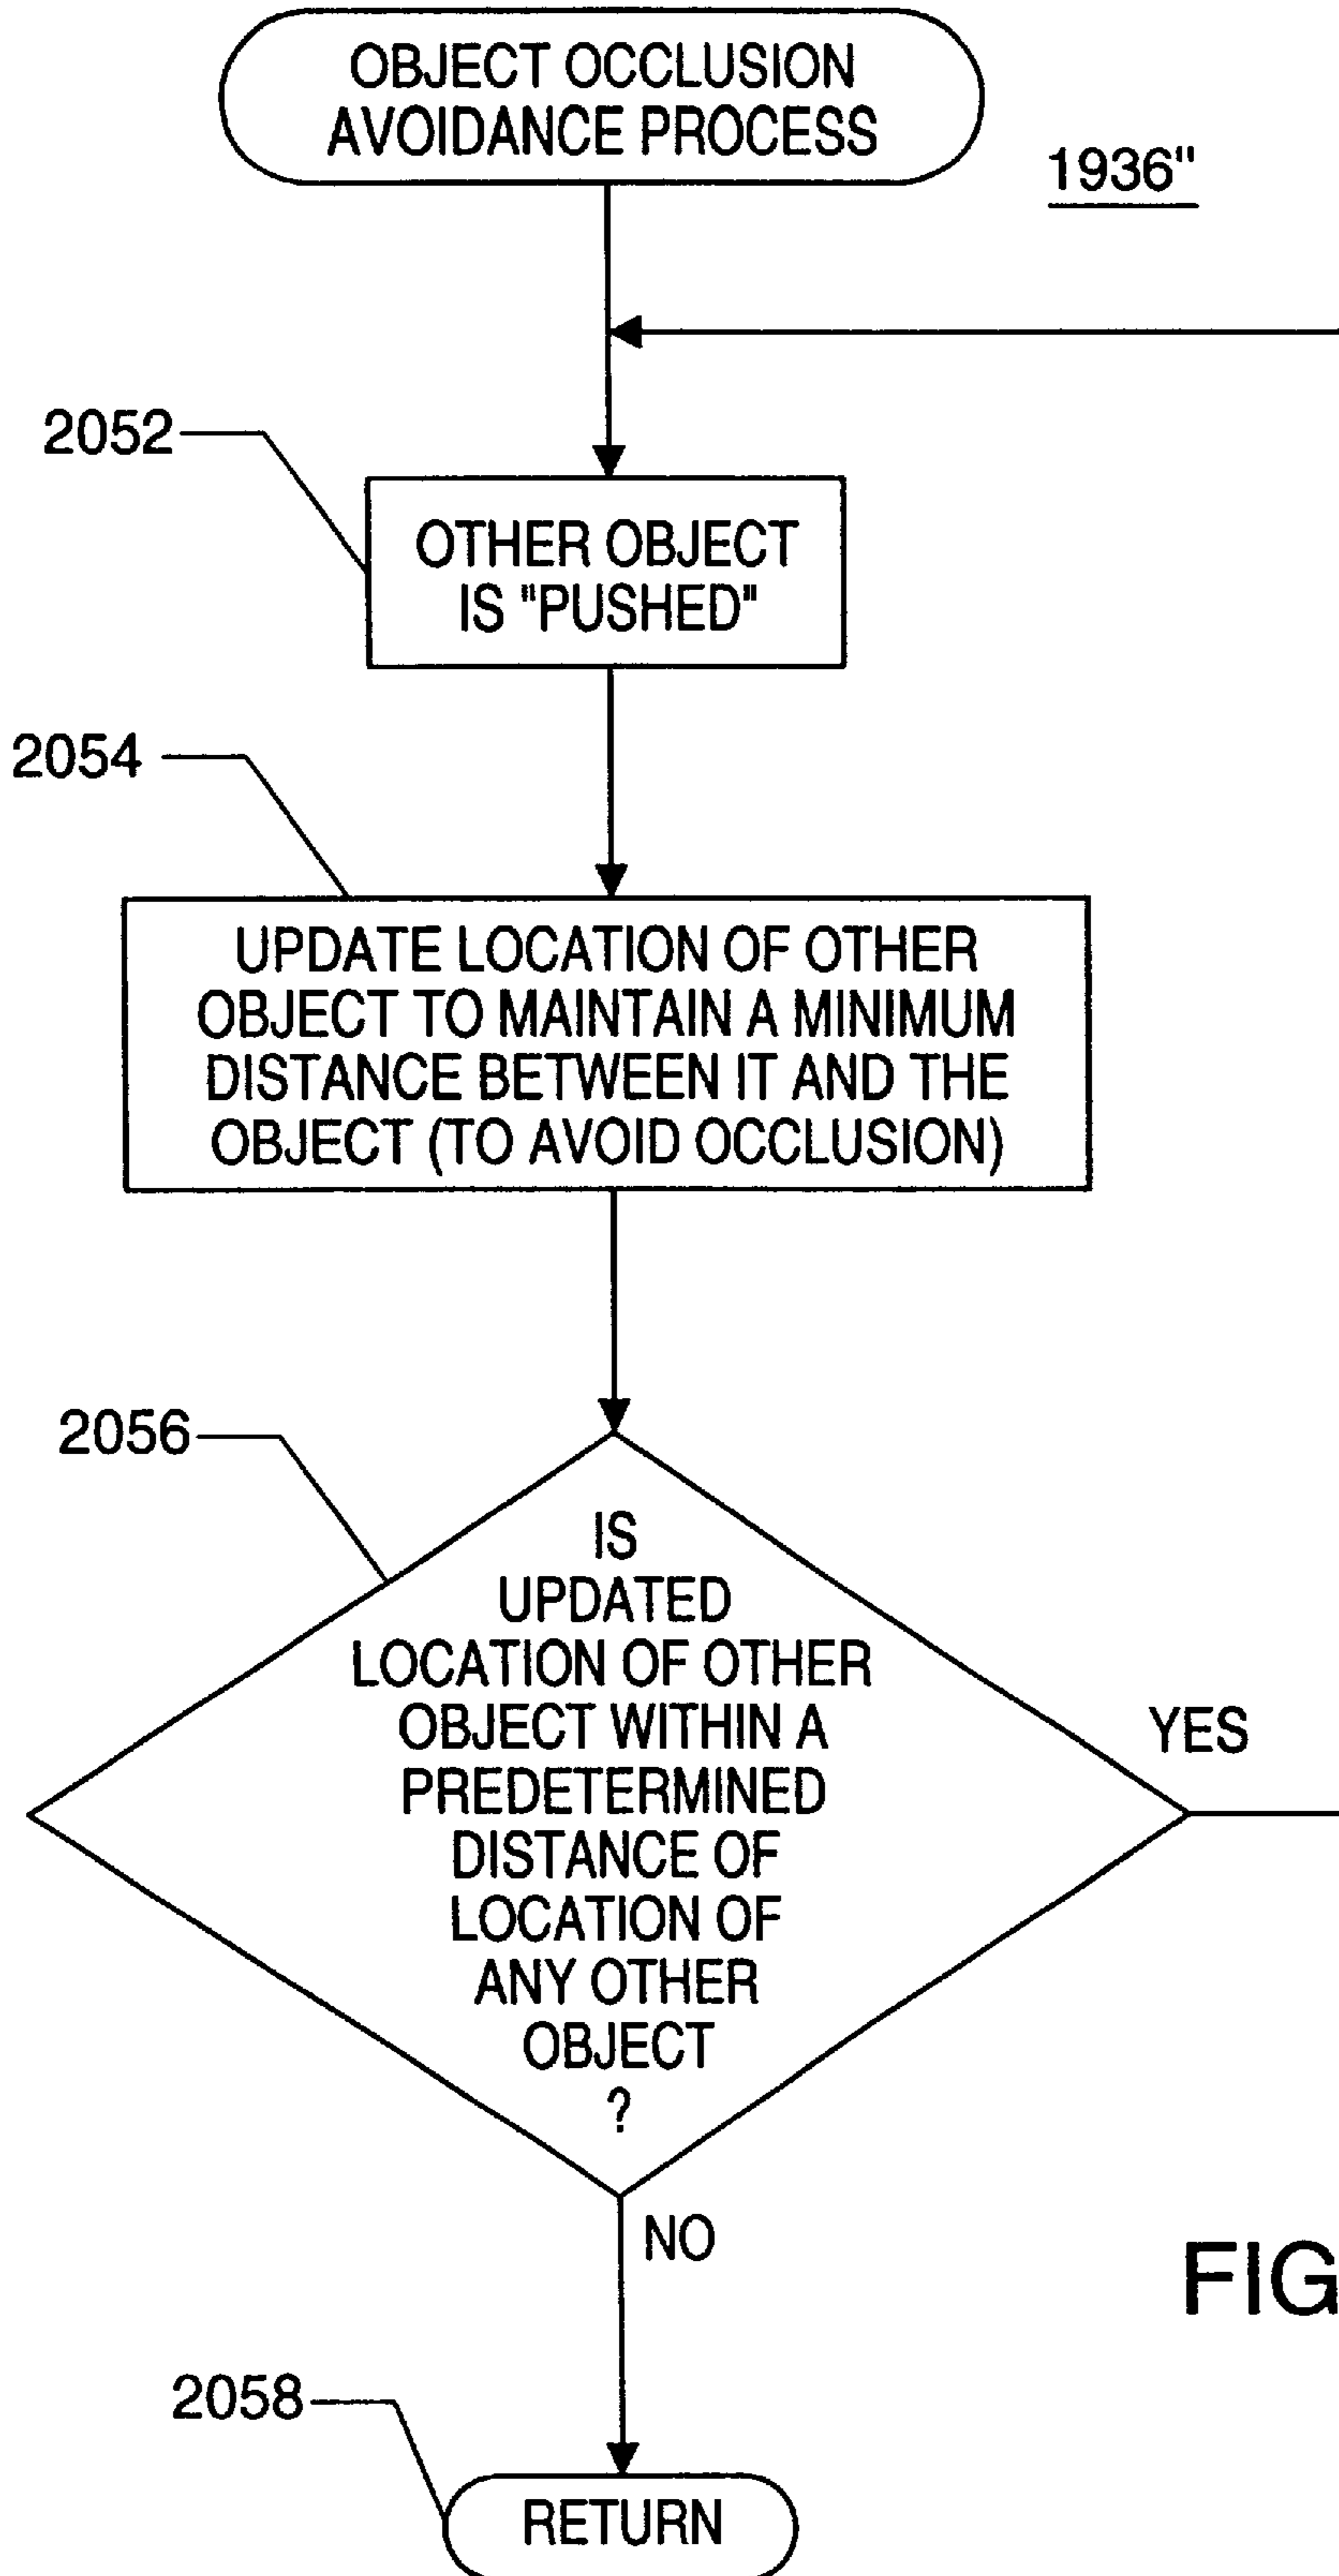 OBJECT OCCLUSION
AVOIDANCE PROCESS
1936"
2052
OTHER OBJECT
IS "PUSHED"
2054
UPDATE LOCATION OF OTHER
OBJECT TO MAINTAIN A MINIMUM
DISTANCE BETWEEN IT AND THE
OBJECT (TO AVOID OCCLUSION)
2056
IS
UPDATED
LOCATION OF OTHER
OBJECT WITHIN A
PREDETERMINED
DISTANCE OF
LOCATION OF
ANY OTHER
OBJECT
?
YES
NO
FIG
2058
RETURN